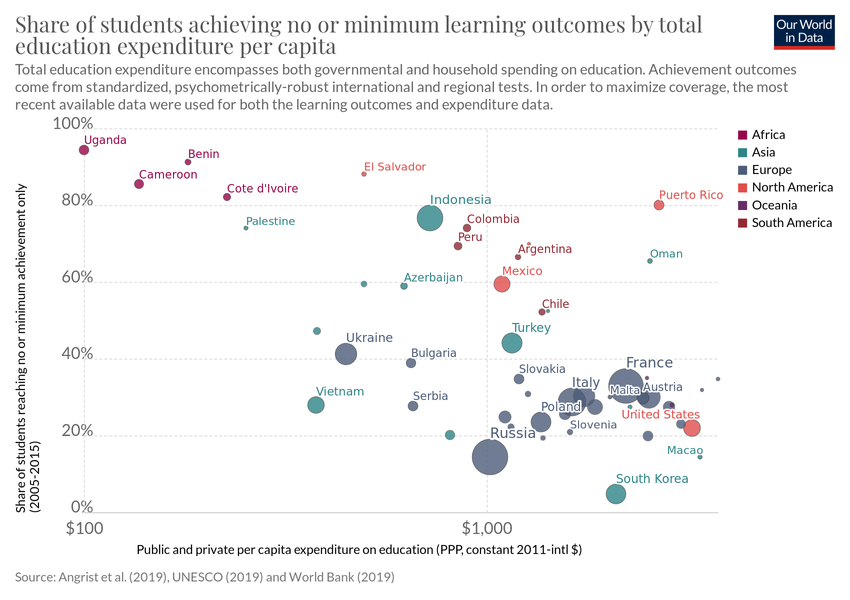 Share of students achieving no or minimum learning outcomes by total
education expenditure per capita
Our World
in Data
Total education expenditure encompasses both governmental and household spending on education. Achievement outcomes
come from standardized, psychometrically-robust international and regional tests. In order to maximize coverage, the most
recent available data were used for both the learning outcomes and expenditure data.
100%
Uganda
Benin
Cameroon
Cote d'Ivoire
El Salvador
80%
Palestine
Indonesia
Colombia
Peru
Argentina
Puerto Rico
Oman
60%
Azerbaijan
Mexico
Chile
Turkey
40%
Ukraine
Bulgaria
Slovakia
France
Vietnam
Serbia
Italy
Malta
Austria
Poland
United States
Slovenia
20%
Russia
Macao
South Korea
0%
$100
$1,000
Africa
Asia
Europe
North America
Oceania
South America
Share of students reaching no or minimum achievement only
(2005-2015)
Public and private per capita expenditure on education (PPP, constant 2011-intl $)
Source: Angrist et al. (2019), UNESCO (2019) and World Bank (2019)